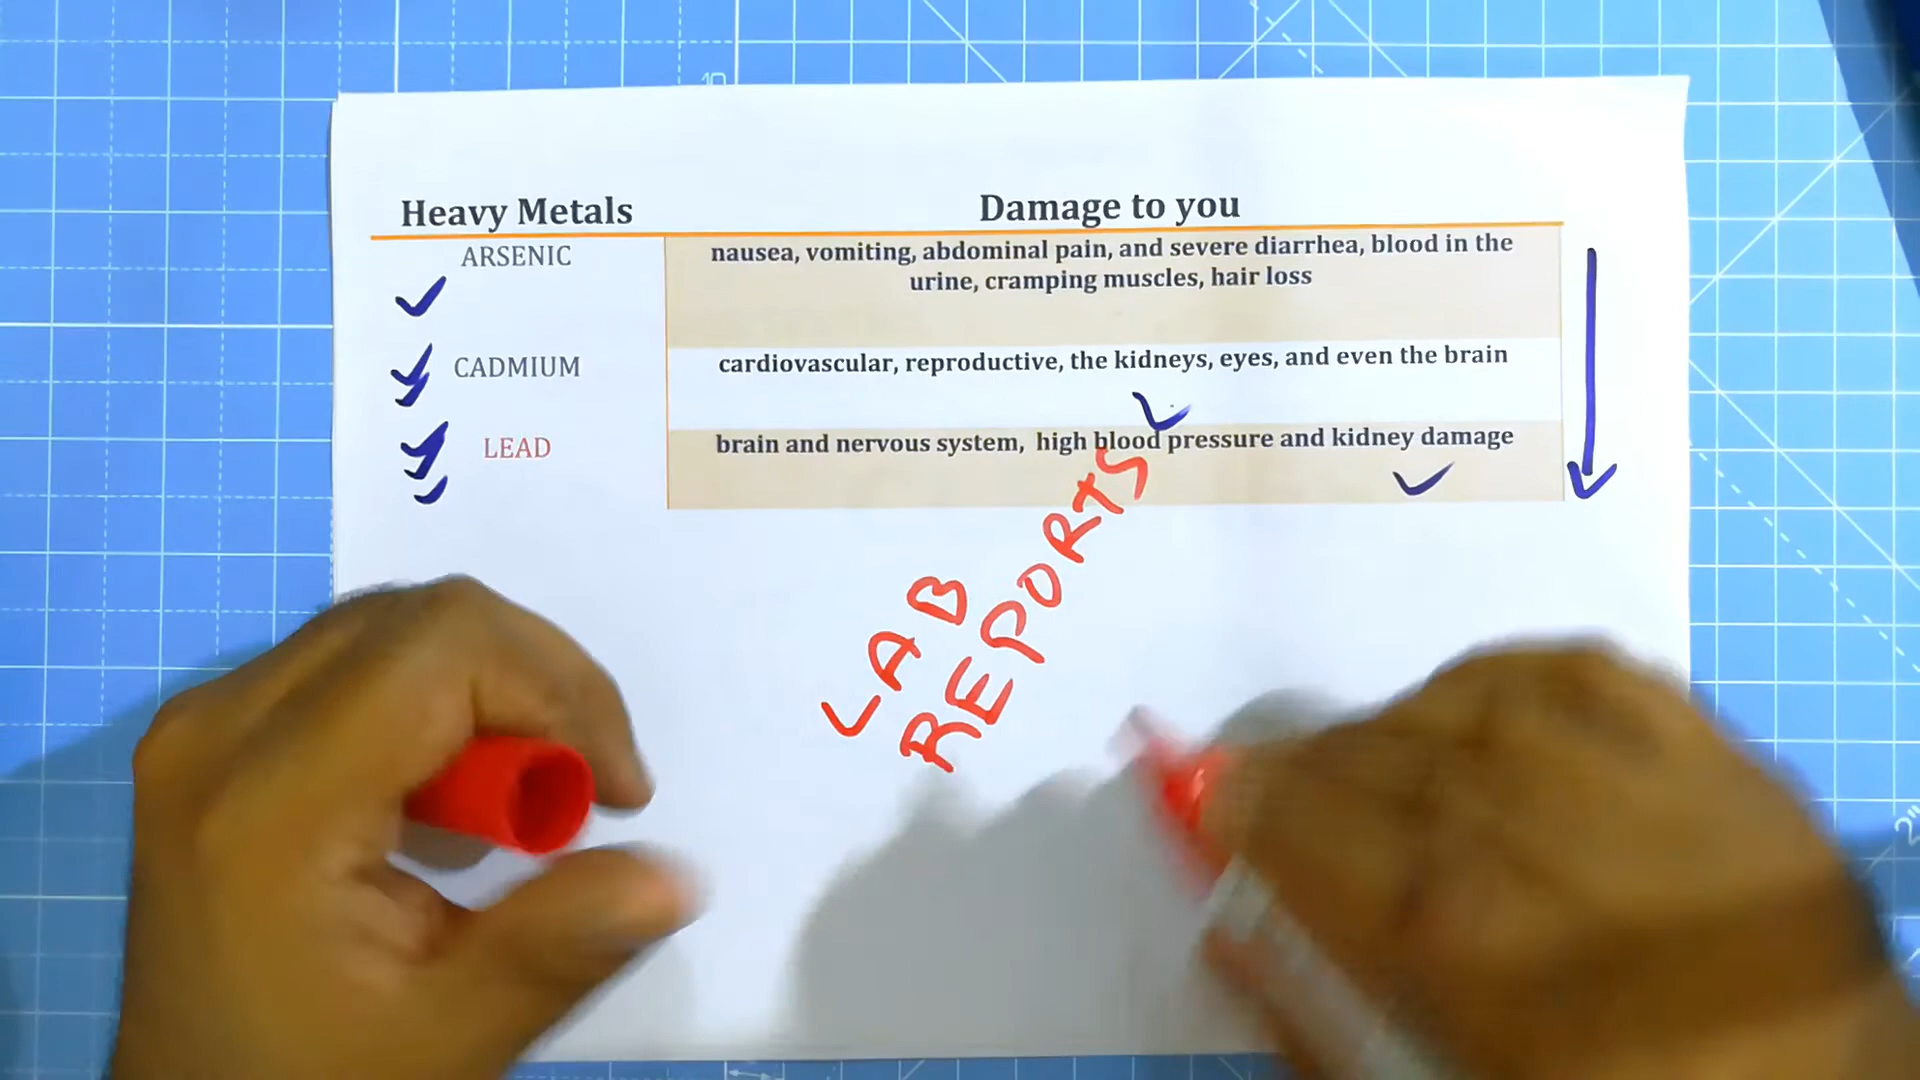 10
Heavy Metals
Damage to you
ARSENIC
nausea, vomiting, abdominal pain, and severe diarrhea, blood in the
urine, cramping muscles, hair loss
CADMIUM
cardiovascular, reproductive, the kidneys, eyes, and even the brain
LEAD
brain and nervous system, high blood pressure and kidney damage
LAB
REPORTS
2"